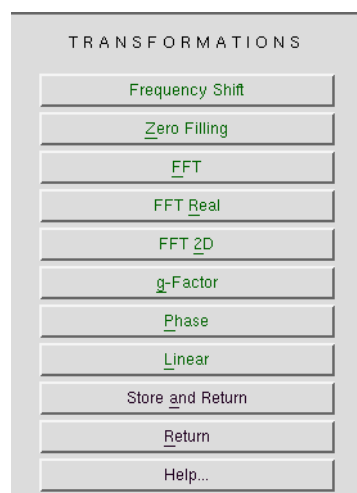 TRANSFORMATIONS
Frequency Shift
Zero Filling
FFT
FFT Real
FFT 2D
g-Factor
Phase
Linear
Store and Return
Return
Help...